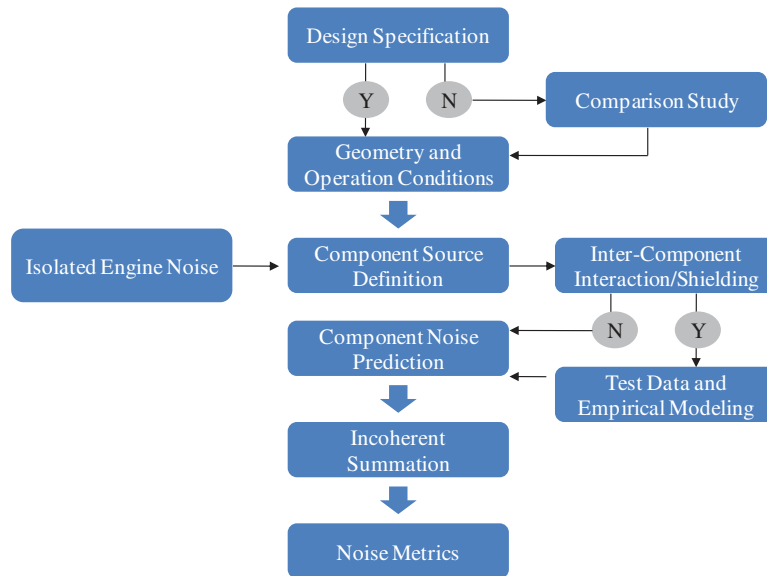 Design Specification
Y
N
Comparison Study
Geometry and
Operation Conditions
Isolated Engine Noise
Component Source
Definition
Inter-Component
Interaction/Shielding
N
Y
Component Noise
Prediction
Test Data and
Empirical Modeling
Incoherent
Summation
Noise Metrics